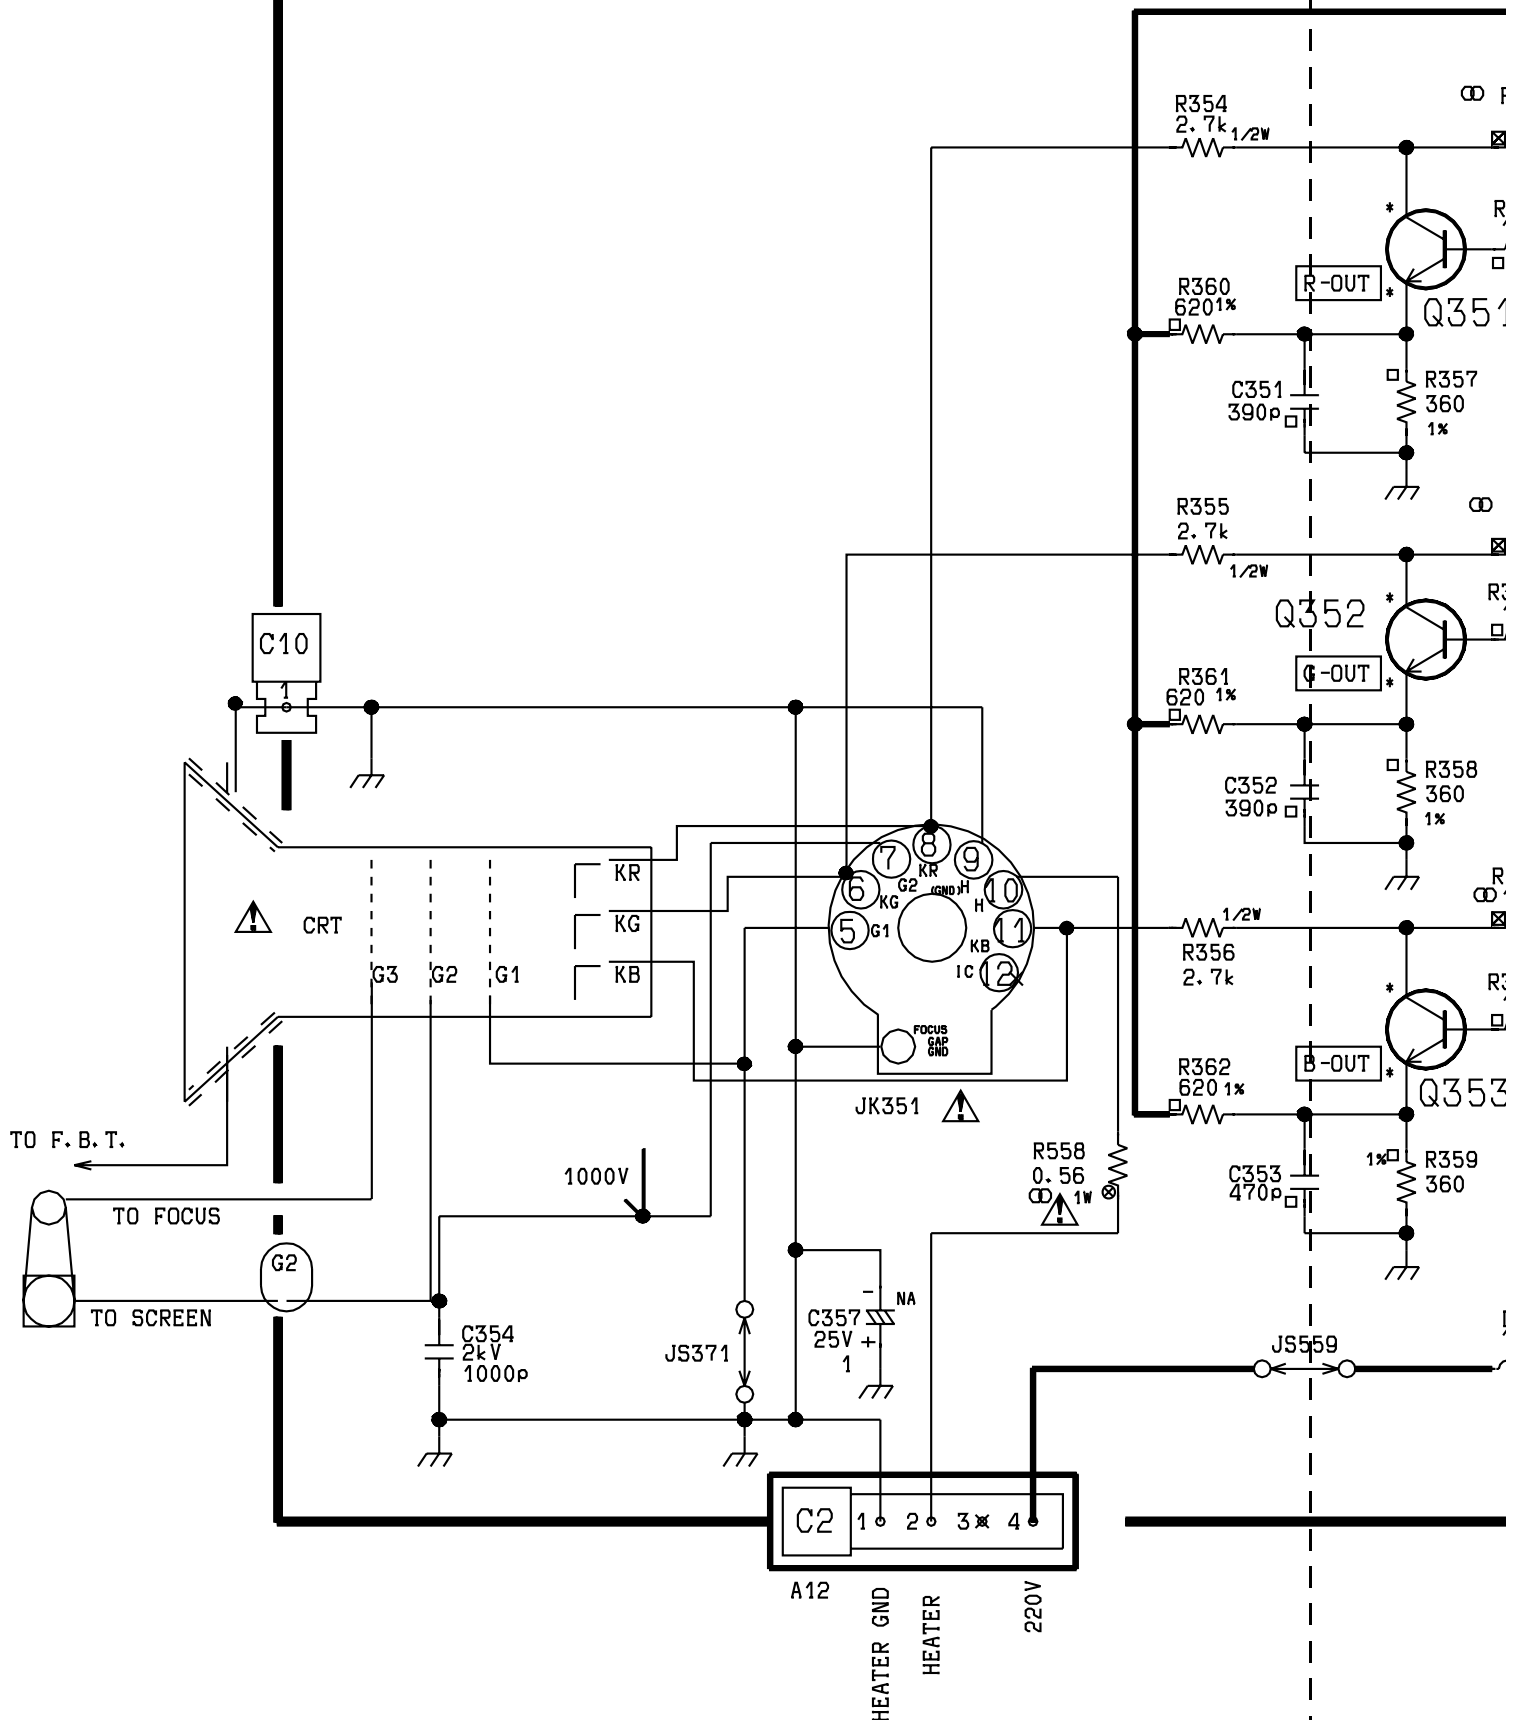 R354
2.7k 1/2W
R-OUT
R360
620 1%
Q351
C351
390p
R357
360
1%
R355
2.7k
1/2W
Q352
C10
1
G-OUT
R361
620 1%
C352
390p
R358
360
1%
KR
KG
KB
CRT
G3
G2
G1
8
7
9
6
10
5
11
12
KR
G2
(GND)H
KG
H
G1
KB
IC
FOCUS
GAP
GND
JK351
1/2W
R356
2.7k
B-OUT
R362
620 1%
Q353
TO F.B.T.
1000V
R558
0.56
1W
C353
470p
1%
R359
360
TO FOCUS
G2
TO SCREEN
C354
2kV
1000p
JS371
C357
25V
1
-
+
NA
JS559
C2
1
2
3
4
A12
HEATER GND
HEATER
220V